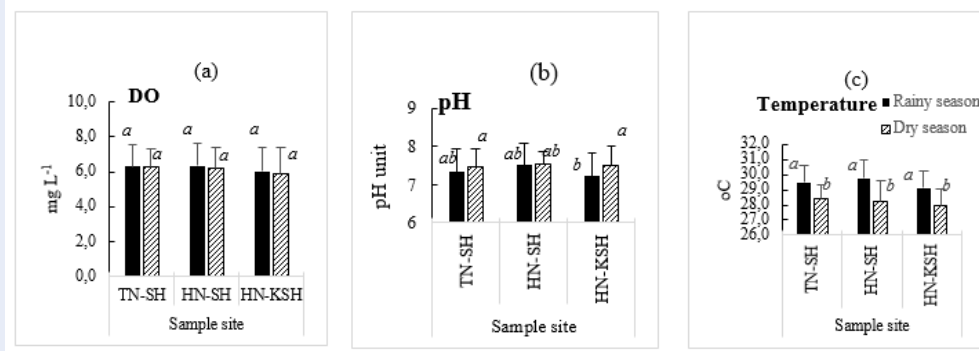 (a)
DO
10,0
8,0
6,0
4,0
2,0
0,0
mg L-1
a
a
a
a
a
a
TN-SH HN-SH HN-KSH
Sample site
(b)
pH
9
8
7
6
pH unit
ab
a
ab
ab
b
a
TN-SH
HN-SH
HN-KSH
Sample site
(c)
Temperature
Rainy season
Dry season
32,0
31,0
30,0
29,0
28,0
27,0
26,0
oC
a
b
a
b
a
b
TN-SH
HN-SH
HN-KSH
Sample site